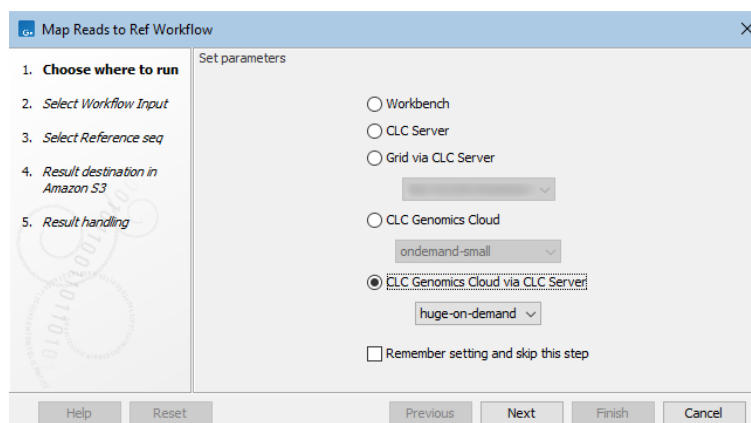 Map Reads to Ref Workflow
1. Choose where to run
2. Select Workflow Input
3. Select Reference seq
4. Result destination in
Amazon S3
5. Result handling
Set parameters
Workbench
CLC Server
Grid via CLC Server
CLC Genomics Cloud
ondemand-small
CLC Genomics Cloud via CLC Server
huge-on-demand
Remember setting and skip this step
Help
Reset
Previous
Next
Finish
Cancel